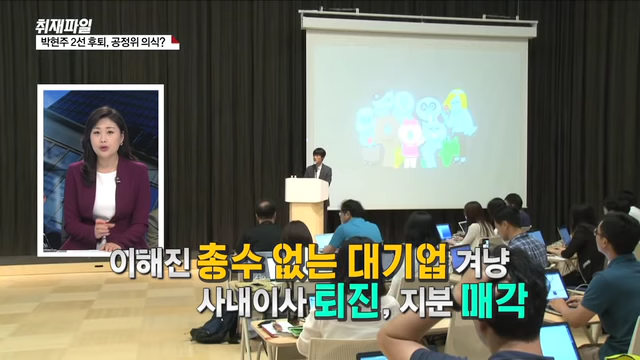 취재파일
박현주 2선 후퇴, 공정위 의식?
이해진 총수 없는 대기업 겨냥
사내이사 퇴진, 지분 매각